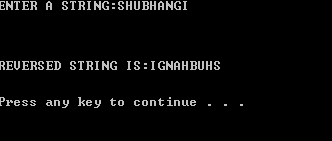 ENTER A STRING:SHUBHANGI
REVERSED STRING IS:IGNAHBUHS
Press any key to continue . . .